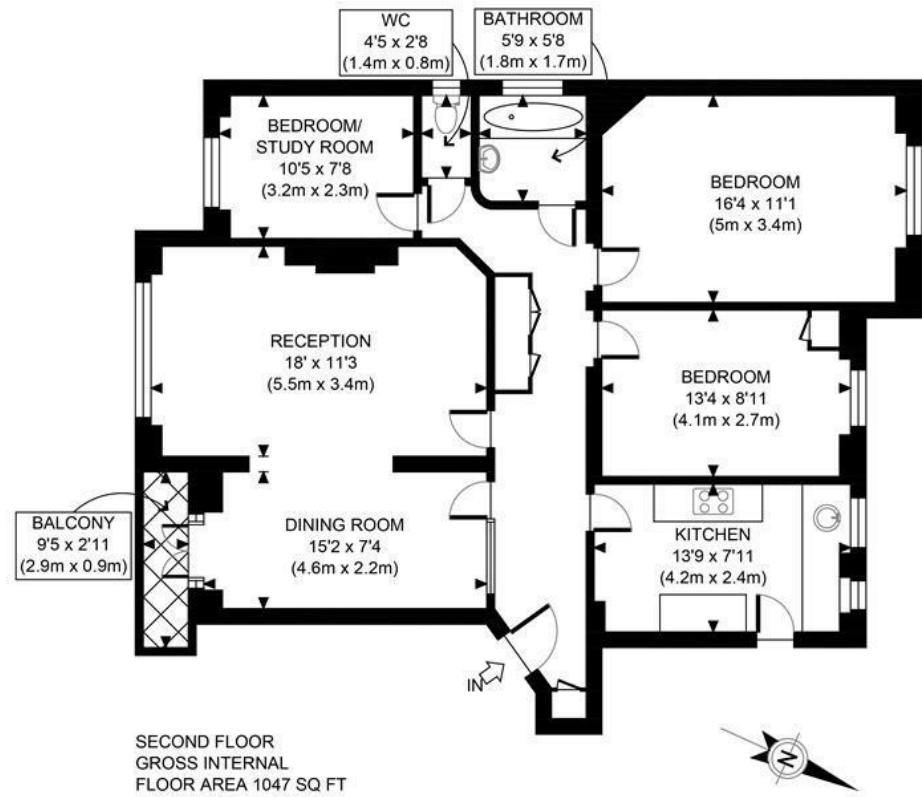 WC
4'5 x 2'8
(1.4m x 0.8m)
BATHROOM
5'9 x 5'8
(1.8m x 1.7m)
BEDROOM/
STUDY ROOM
10'5 x 7'8
(3.2m x 2.3m)
BEDROOM
16'4 x 11'1
(5m x 3.4m)
RECEPTION
18' x 11'3
(5.5m x 3.4m)
BEDROOM
13'4 x 8'11
(4.1m x 2.7m)
BALCONY
9'5 x 2'11
(2.9m x 0.9m)
DINING ROOM
15'2 x 7'4
(4.6m x 2.2m)
KITCHEN
13'9 x 7'11
(4.2m x 2.4m)
IN
SECOND FLOOR
GROSS INTERNAL
FLOOR AREA 1047 SQ FT
N